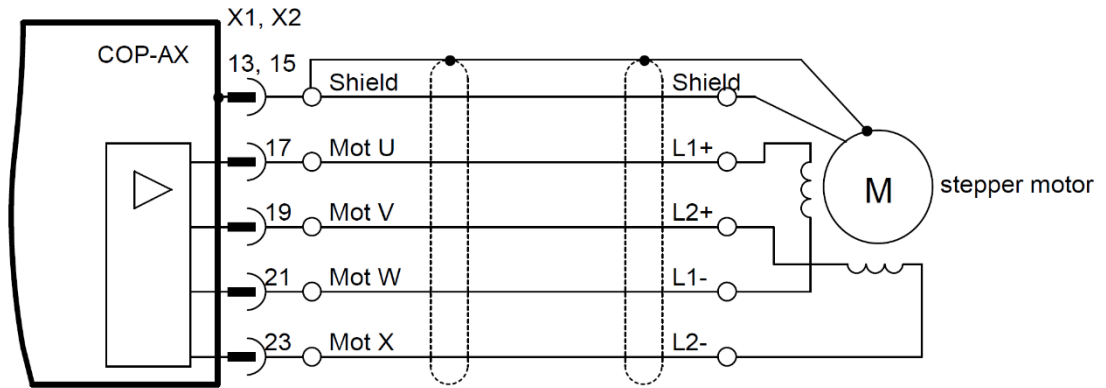 X1, X2
COP-AX
13, 15
Shield Shield
17 Mot U L1+
M stepper motor
19 Mot V L2+
21 Mot W L1-
23 Mot X L2-